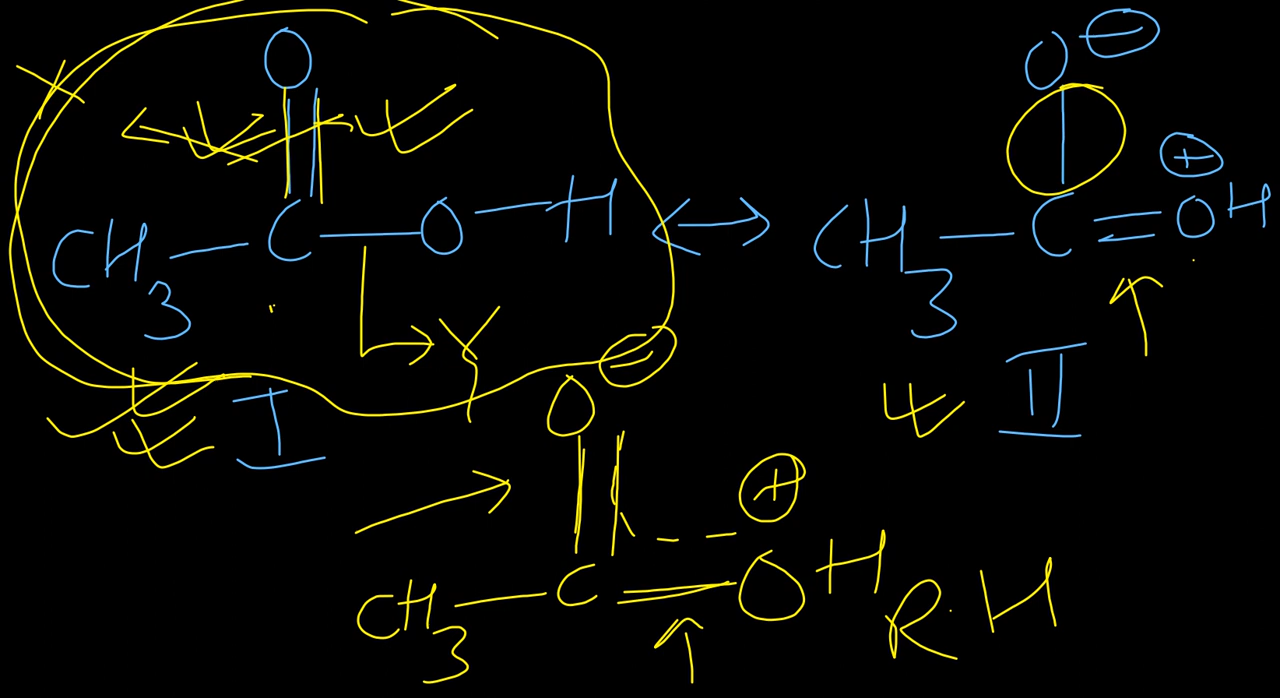 O O ⊖
X
CH3 — C — O — H ↔ CH3 — C = OH ⊕
I II
O ⊖
CH3 — C = OH ⊕ RH